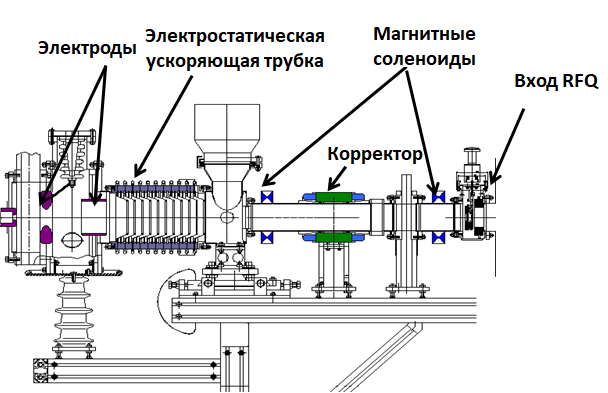 Электроды
Электростатическая
ускоряющая трубка
Магнитные
соленоиды
Вход RFQ
Корректор